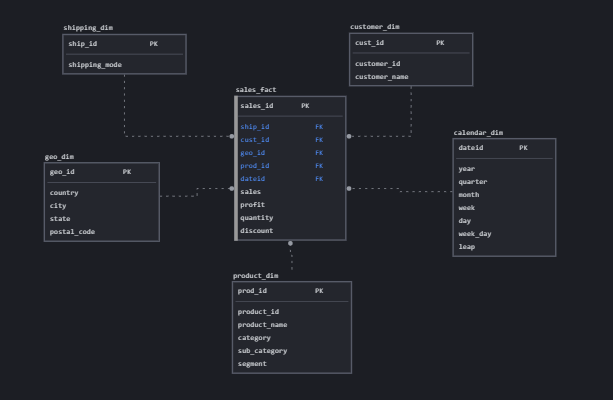 shipping_dim
ship_id PK
shipping_mode
customer_dim
cust_id PK
customer_id
customer_name
sales_fact
sales_id PK
ship_id FK
cust_id FK
geo_id FK
prod_id FK
dateid FK
sales
profit
quantity
discount
geo_dim
geo_id PK
country
city
state
postal_code
calendar_dim
dateid PK
year
quarter
month
week
day
week_day
leap
product_dim
prod_id PK
product_id
product_name
category
sub_category
segment